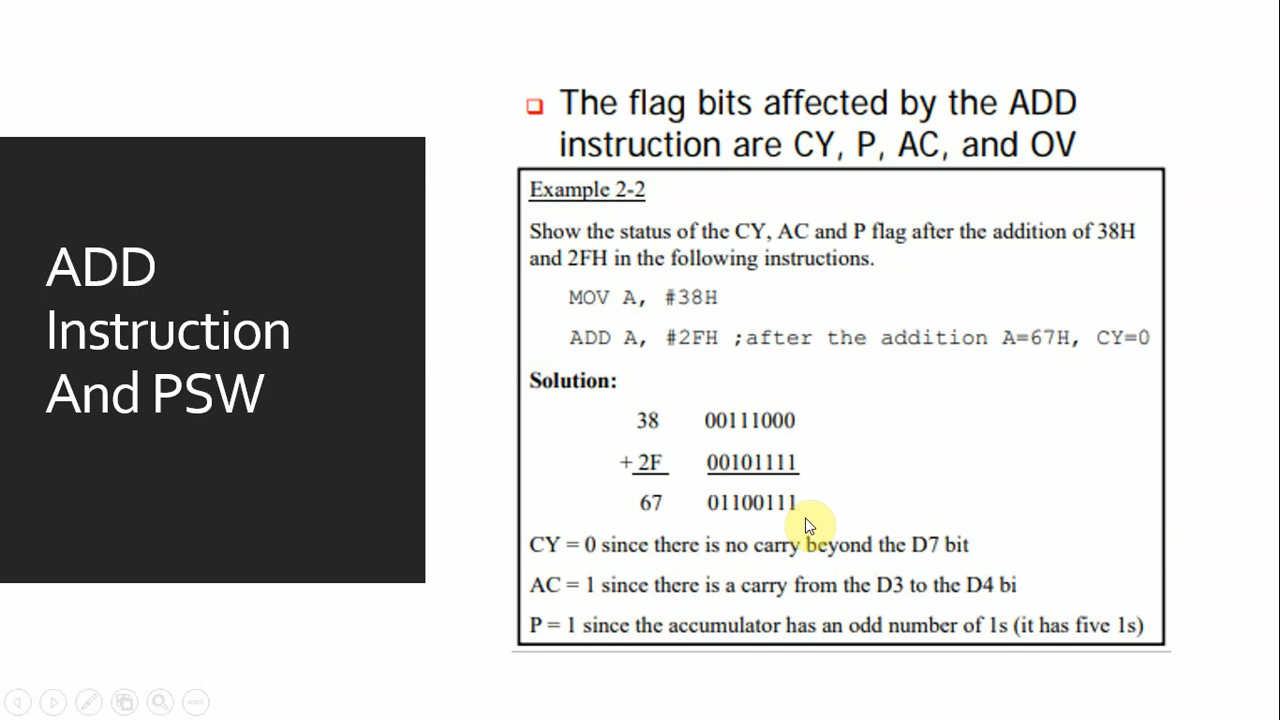 ADD
Instruction
And PSW
The flag bits affected by the ADD
instruction are CY, P, AC, and OV
Example 2-2
Show the status of the CY, AC and P flag after the addition of 38H
and 2FH in the following instructions.
MOV A, #38H
ADD A, #2FH ;after the addition A=67H, CY=0
Solution:
38 00111000
+ 2F 00101111
67 01100111
CY = 0 since there is no carry beyond the D7 bit
AC = 1 since there is a carry from the D3 to the D4 bi
P = 1 since the accumulator has an odd number of 1s (it has five 1s)